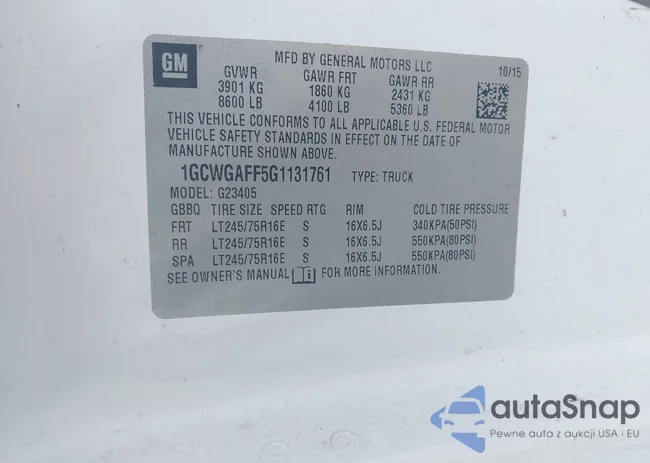 GM
MFD BY GENERAL MOTORS LLC 10/15
GVWR GAWR FRT GAWR RR
3901 KG 1860 KG 2431 KG
8600 LB 4100 LB 5360 LB
THIS VEHICLE CONFORMS TO ALL APPLICABLE U.S. FEDERAL MOTOR
VEHICLE SAFETY STANDARDS IN EFFECT ON THE DATE OF
MANUFACTURE SHOWN ABOVE.
1GCWGAFF5G1131761 TYPE: TRUCK
MODEL: G23405
GBBQ TIRE SIZE SPEED RTG RIM COLD TIRE PRESSURE
FRT LT245/75R16E S 16X6.5J 340KPA(50PSI)
RR LT245/75R16E S 16X6.5J 550KPA(80PSI)
SPA LT245/75R16E S 16X6.5J 550KPA(80PSI)
SEE OWNER'S MANUAL FOR MORE INFORMATION.
autaSnap
Pewne auta z aukcji USA i EU